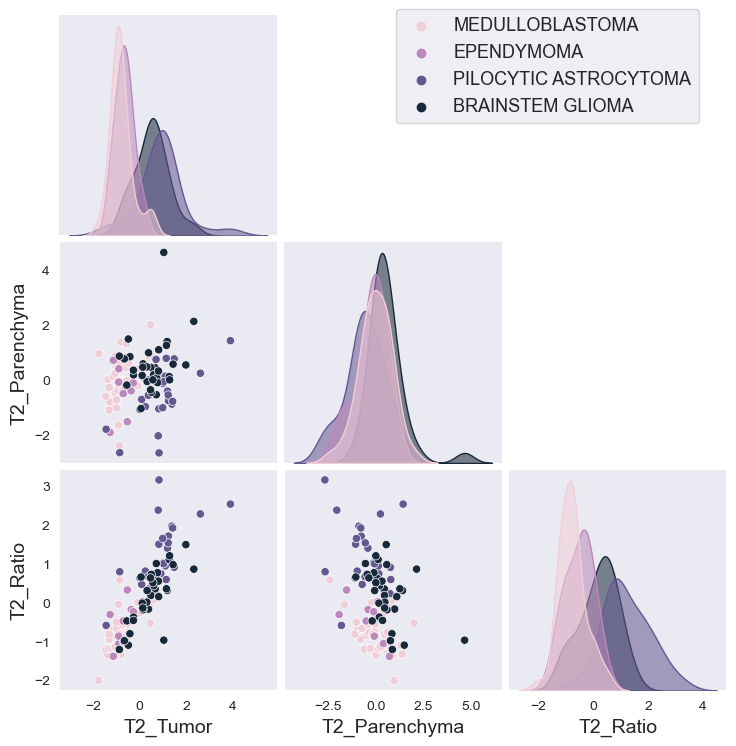 MEDULLOBLASTOMA
EPENDYMOMA
PILOCYTIC ASTROCYTOMA
BRAINSTEM GLIOMA
T2_Parenchyma
4
2
0
−2
T2_Ratio
3
2
1
0
−1
−2
−2 0 2 4
−2.5 0.0 2.5 5.0
−2 0 2 4
T2_Tumor
T2_Parenchyma
T2_Ratio